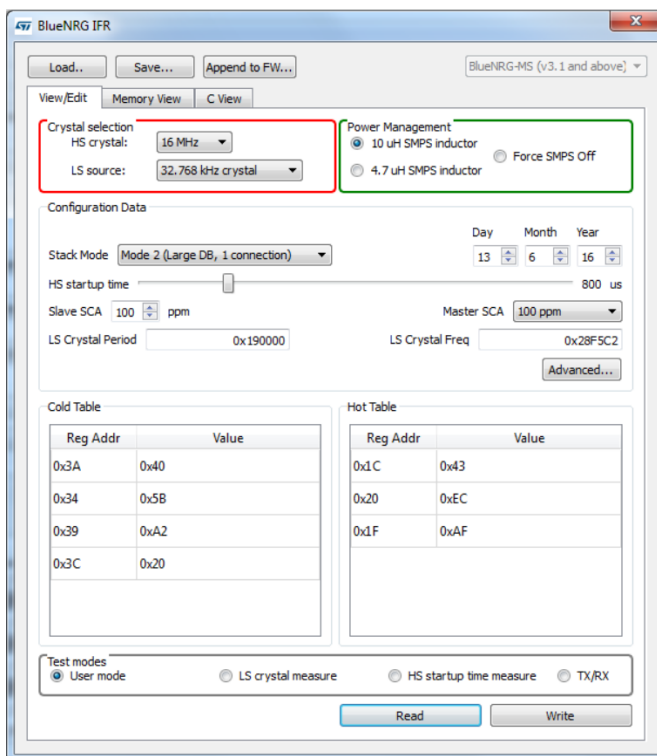 BlueNRG IFR
Load.. Save... Append to FW... BlueNRG-MS (v3.1 and above)
View/Edit Memory View C View
Crystal selection Power Management
HS crystal: 16 MHz 10 uH SMPS inductor
Force SMPS Off
LS source: 32.768 kHz crystal 4.7 uH SMPS inductor
Configuration Data
Day Month Year
Stack Mode Mode 2 (Large DB, 1 connection) 13 6 16
HS startup time 800 us
Slave SCA 100 ppm Master SCA 100 ppm
LS Crystal Period 0x190000 LS Crystal Freq 0x28F5C2
Advanced...
Cold Table Hot Table
Reg Addr Value Reg Addr Value
0x3A 0x40 0x1C 0x43
0x34 0x5B 0x20 0xEC
0x39 0xA2 0x1F 0xAF
0x3C 0x20
Test modes
User mode LS crystal measure HS startup time measure TX/RX
Read Write